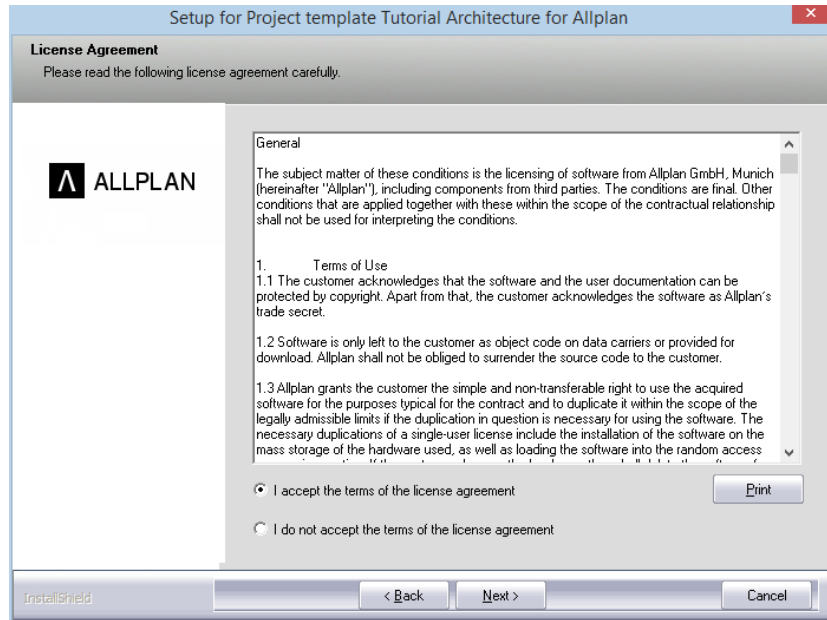 Setup for Project template Tutorial Architecture for Allplan
License Agreement
Please read the following license agreement carefully.
ALLPLAN
General
The subject matter of these conditions is the licensing of software from Allplan GmbH, Munich
(hereinafter "Allplan"), including components from third parties. The conditions are final. Other
conditions that are applied together with these within the scope of the contractual relationship
shall not be used for interpreting the conditions.
1. Terms of Use
1.1 The customer acknowledges that the software and the user documentation can be
protected by copyright. Apart from that, the customer acknowledges the software as Allplan´s
trade secret.
1.2 Software is only left to the customer as object code on data carriers or provided for
download. Allplan shall not be obliged to surrender the source code to the customer.
1.3 Allplan grants the customer the simple and non-transferable right to use the acquired
software for the purposes typical for the contract and to duplicate it within the scope of the
legally admissible limits if the duplication in question is necessary for using the software. The
necessary duplications of a single-user license include the installation of the software on the
mass storage of the hardware used, as well as loading the software into the random access
I accept the terms of the license agreement
Print
I do not accept the terms of the license agreement
InstallShield
< Back
Next >
Cancel